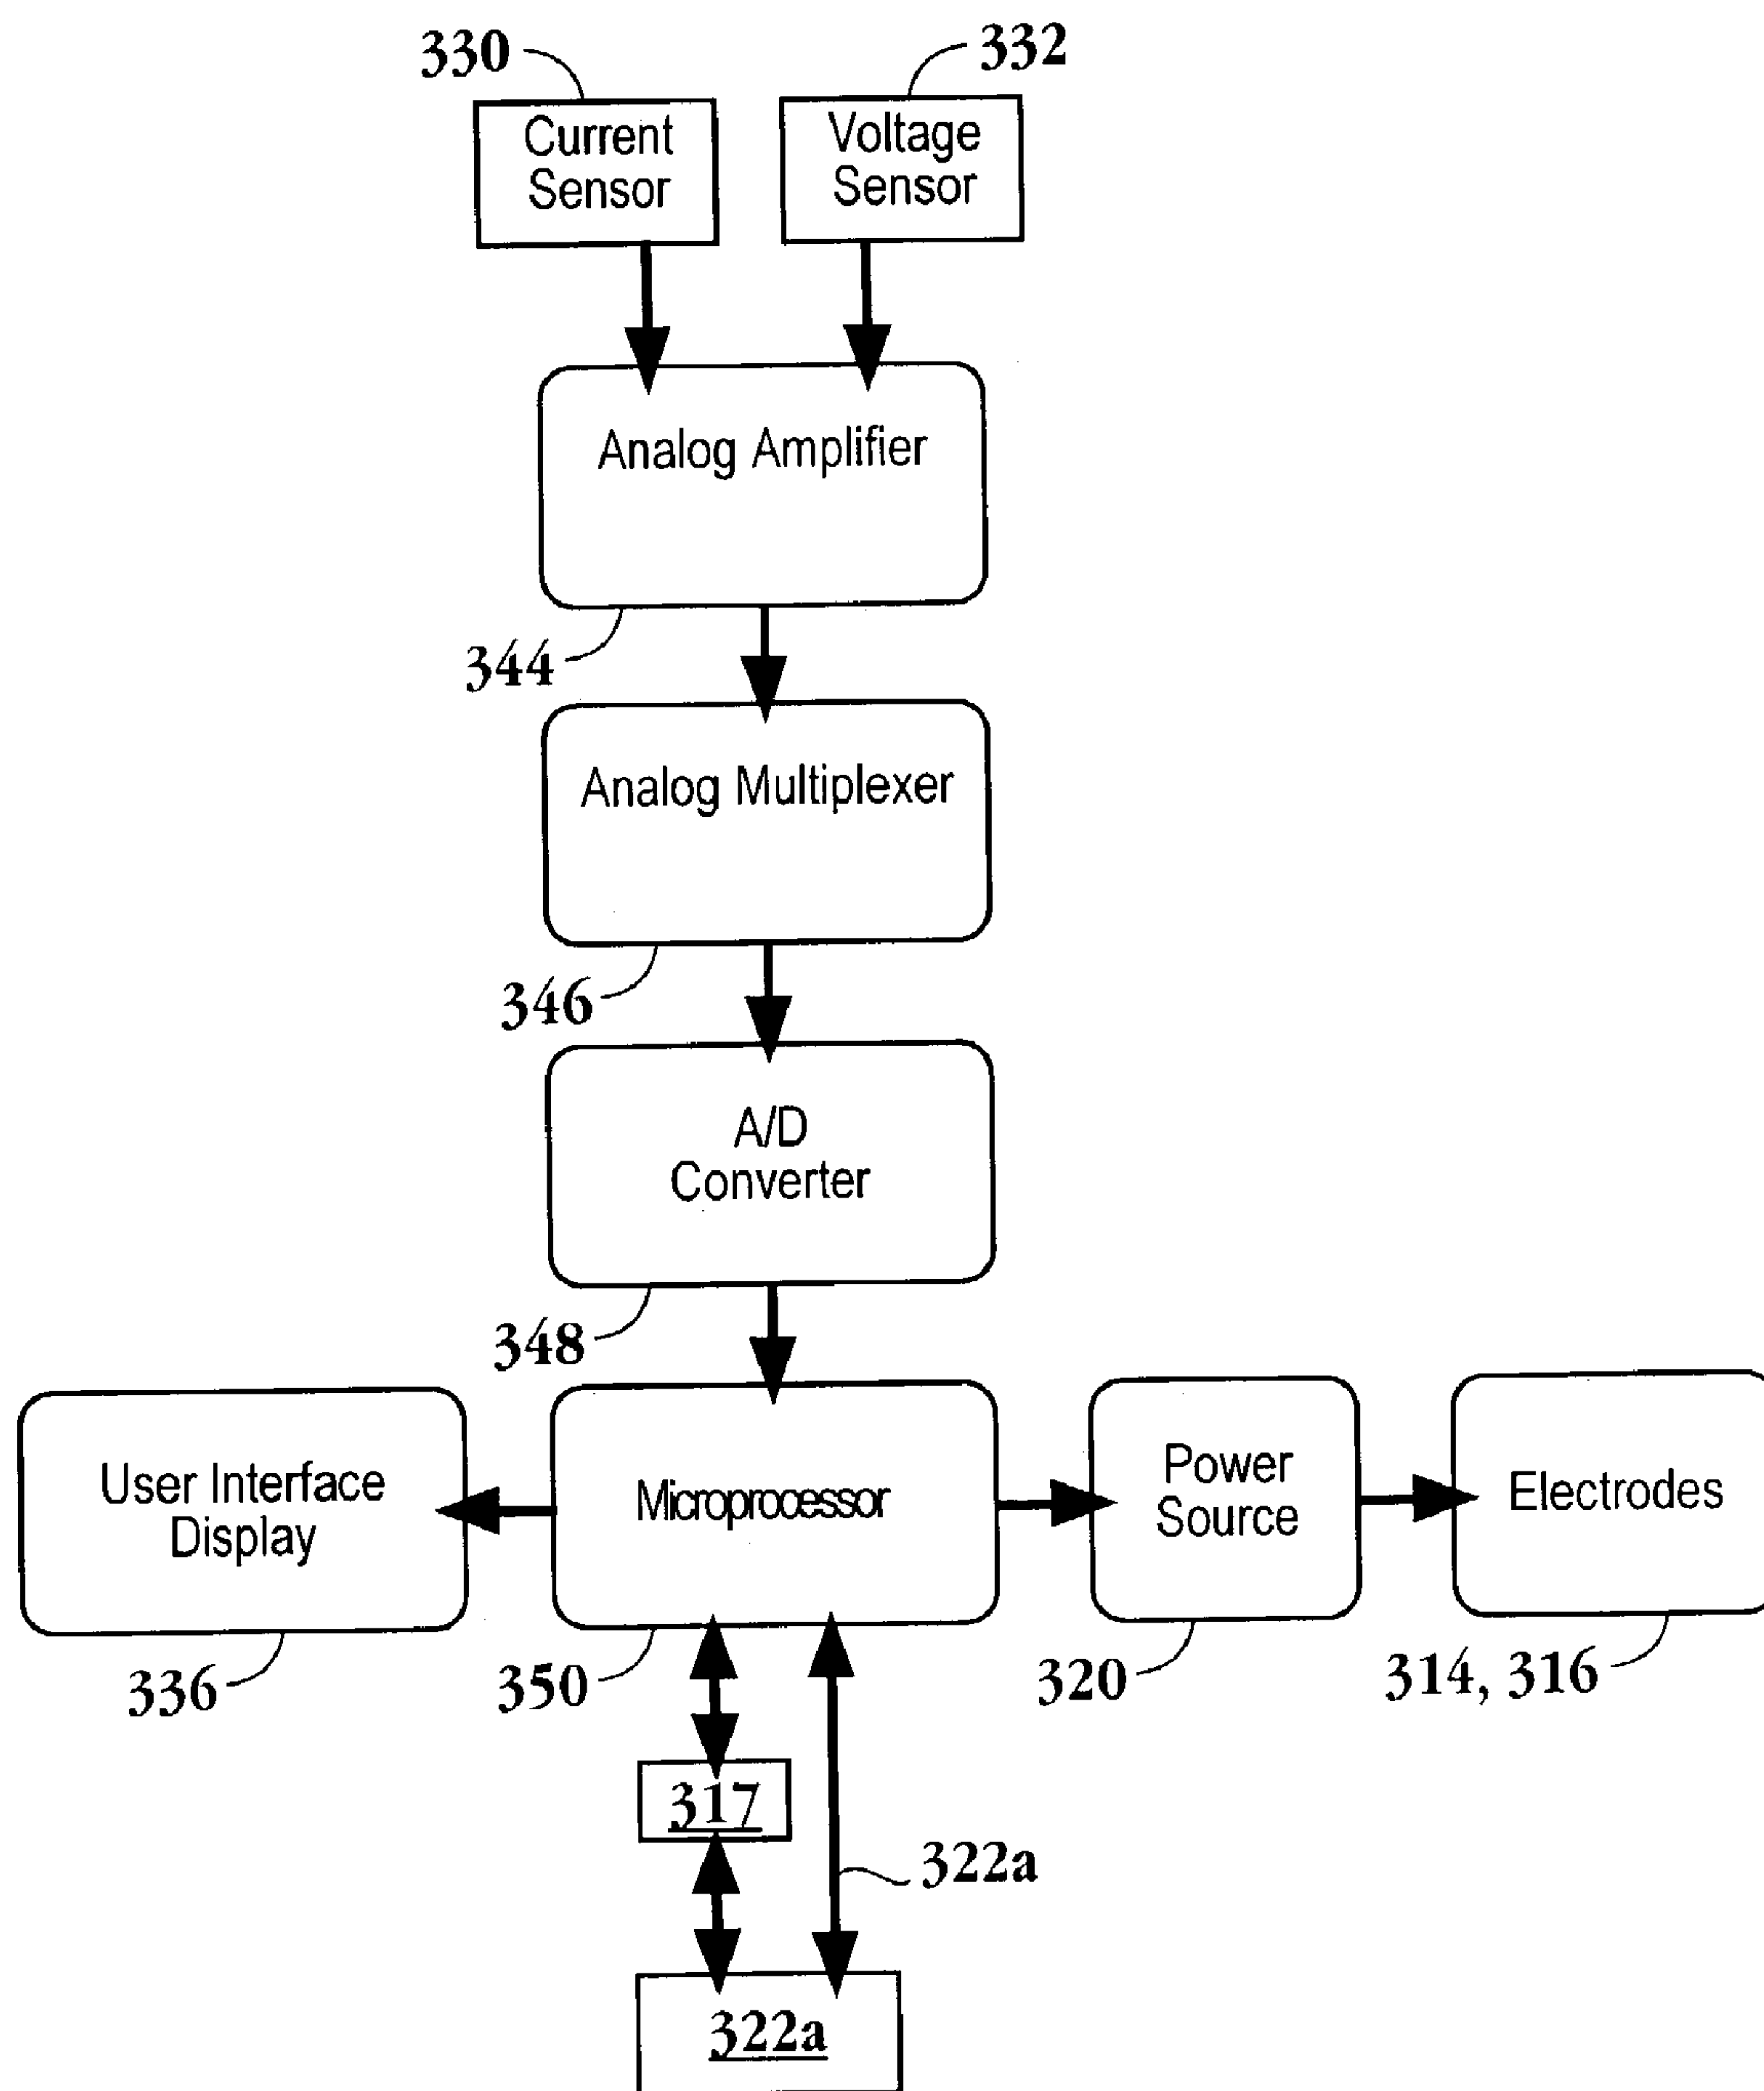 330
332
Current
Sensor
Voltage
Sensor
Analog Amplifier
344
Analog Multiplexer
346
A/D
Converter
348
User Interface
Display
Microprocessor
Power
Source
Electrodes
336
350
320
314, 316
317
322a
322a